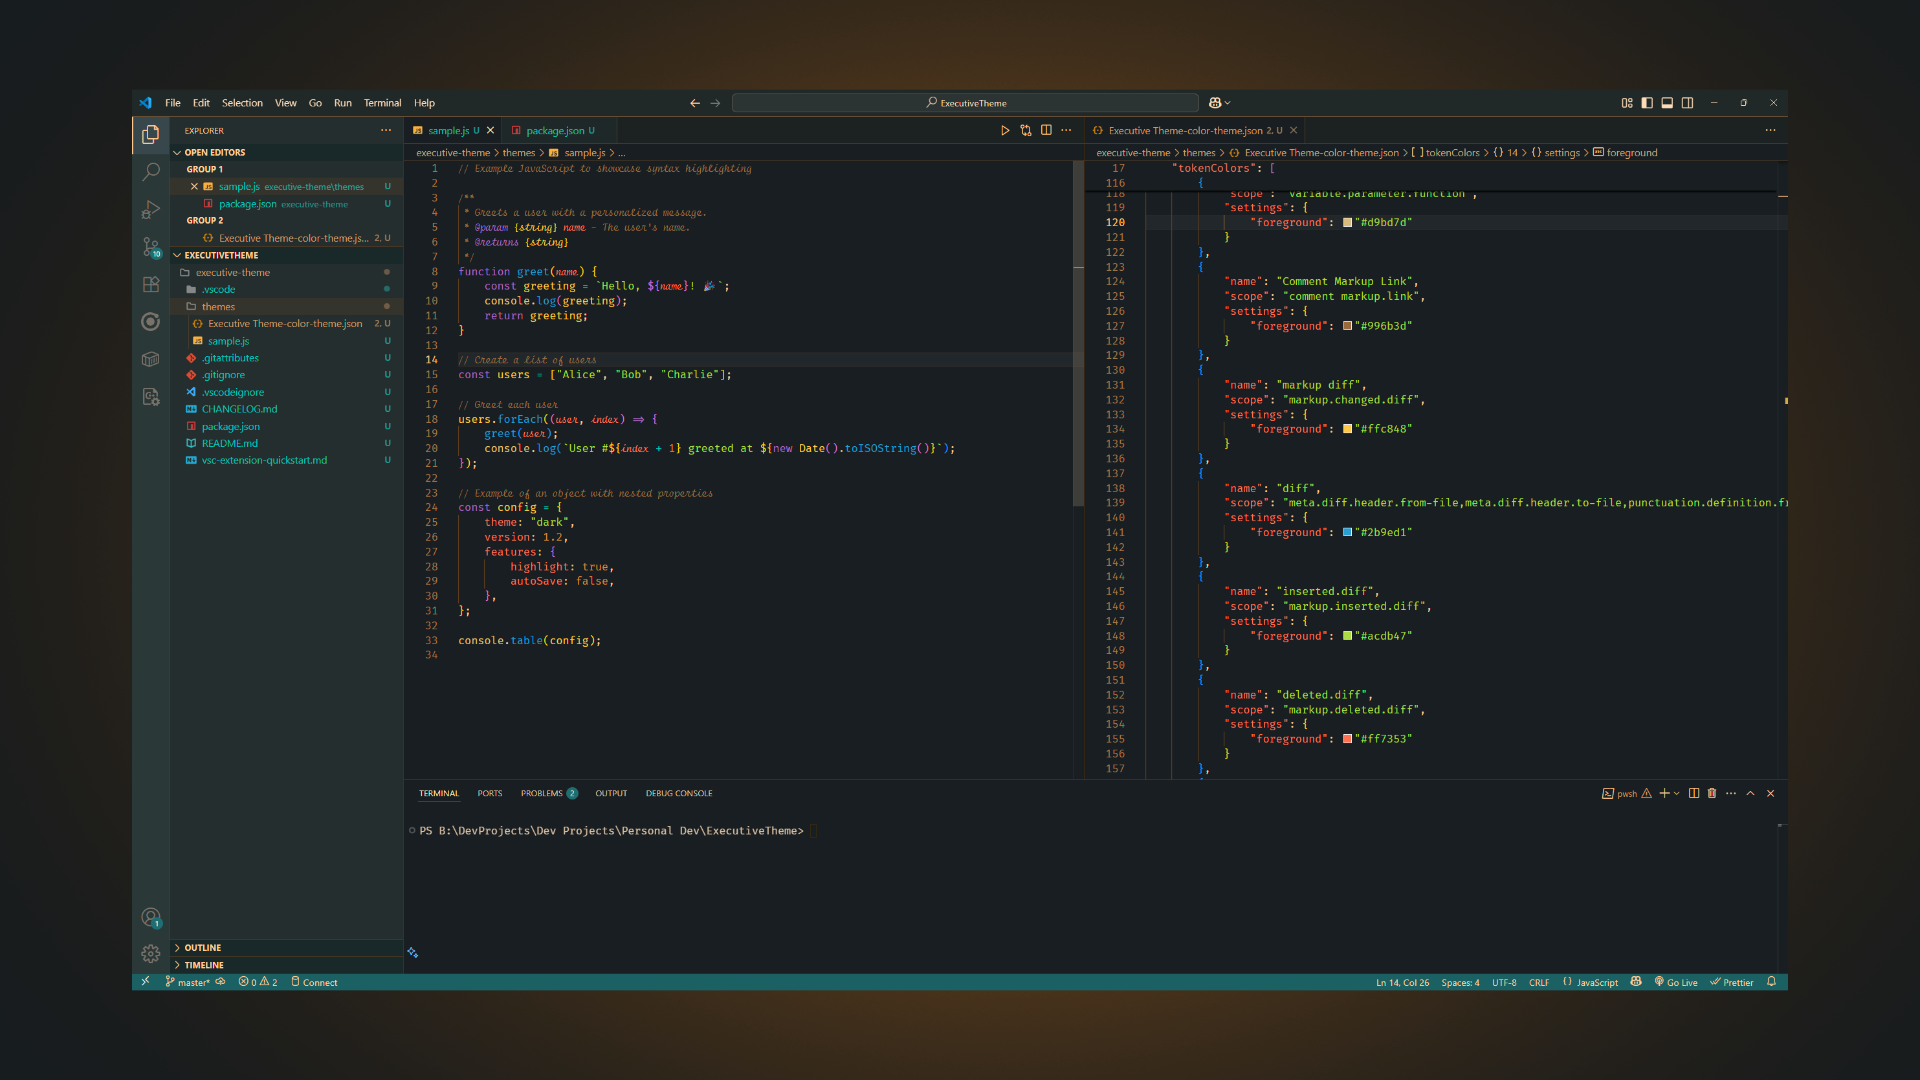 File Edit Selection View Go Run Terminal Help
ExecutiveTheme
EXPLORER
OPEN EDITORS
GROUP 1
sample.js executive-theme\themes U
package.json executive-theme U
GROUP 2
Executive Theme-color-theme.js... 2, U
EXECUTIVETHEME
executive-theme
.vscode
themes
Executive Theme-color-theme.json 2, U
sample.js U
.gitattributes U
.gitignore U
.vscodeignore U
CHANGELOG.md U
package.json U
README.md U
vsc-extension-quickstart.md U
OUTLINE
TIMELINE
10
1
sample.js U
package.json U
executive-theme > themes > sample.js > ...
1 // Example JavaScript to showcase syntax highlighting
2
3 /**
4 * Greets a user with a personalized message.
5 * @param {string} name - The user's name.
6 * @returns {string}
7 */
8 function greet(name) {
9 const greeting = `Hello, ${name}! 🎉`;
10 console.log(greeting);
11 return greeting;
12 }
13
14 // Create a list of users
15 const users = ["Alice", "Bob", "Charlie"];
16
17 // Greet each user
18 users.forEach((user, index) => {
19 greet(user);
20 console.log(`User #${index + 1} greeted at ${new Date().toISOString()}`);
21 });
22
23 // Example of an object with nested properties
24 const config = {
25 theme: "dark",
26 version: 1.2,
27 features: {
28 highlight: true,
29 autoSave: false,
30 },
31 };
32
33 console.table(config);
34
Executive Theme-color-theme.json 2, U
executive-theme > themes > {} Executive Theme-color-theme.json > [ ] tokenColors > {} 14 > {} settings > foreground
17 "tokenColors": [
116 {
118 "scope": "variable.parameter.function",
119 "settings": {
120 "foreground": "#d9bd7d"
121 }
122 },
123 {
124 "name": "Comment Markup Link",
125 "scope": "comment markup.link",
126 "settings": {
127 "foreground": "#996b3d"
128 }
129 },
130 {
131 "name": "markup diff",
132 "scope": "markup.changed.diff",
133 "settings": {
134 "foreground": "#ffc848"
135 }
136 },
137 {
138 "name": "diff",
139 "scope": "meta.diff.header.from-file,meta.diff.header.to-file,punctuation.definition.fr
140 "settings": {
141 "foreground": "#2b9ed1"
142 }
143 },
144 {
145 "name": "inserted.diff",
146 "scope": "markup.inserted.diff",
147 "settings": {
148 "foreground": "#acdb47"
149 }
150 },
151 {
152 "name": "deleted.diff",
153 "scope": "markup.deleted.diff",
154 "settings": {
155 "foreground": "#ff7353"
156 }
157 },
TERMINAL PORTS PROBLEMS 2 OUTPUT DEBUG CONSOLE
pwsh
PS B:\DevProjects\Dev Projects\Personal Dev\ExecutiveTheme>
master* 0 2 Connect
Ln 14, Col 26 Spaces: 4 UTF-8 CRLF {} JavaScript Go Live Prettier